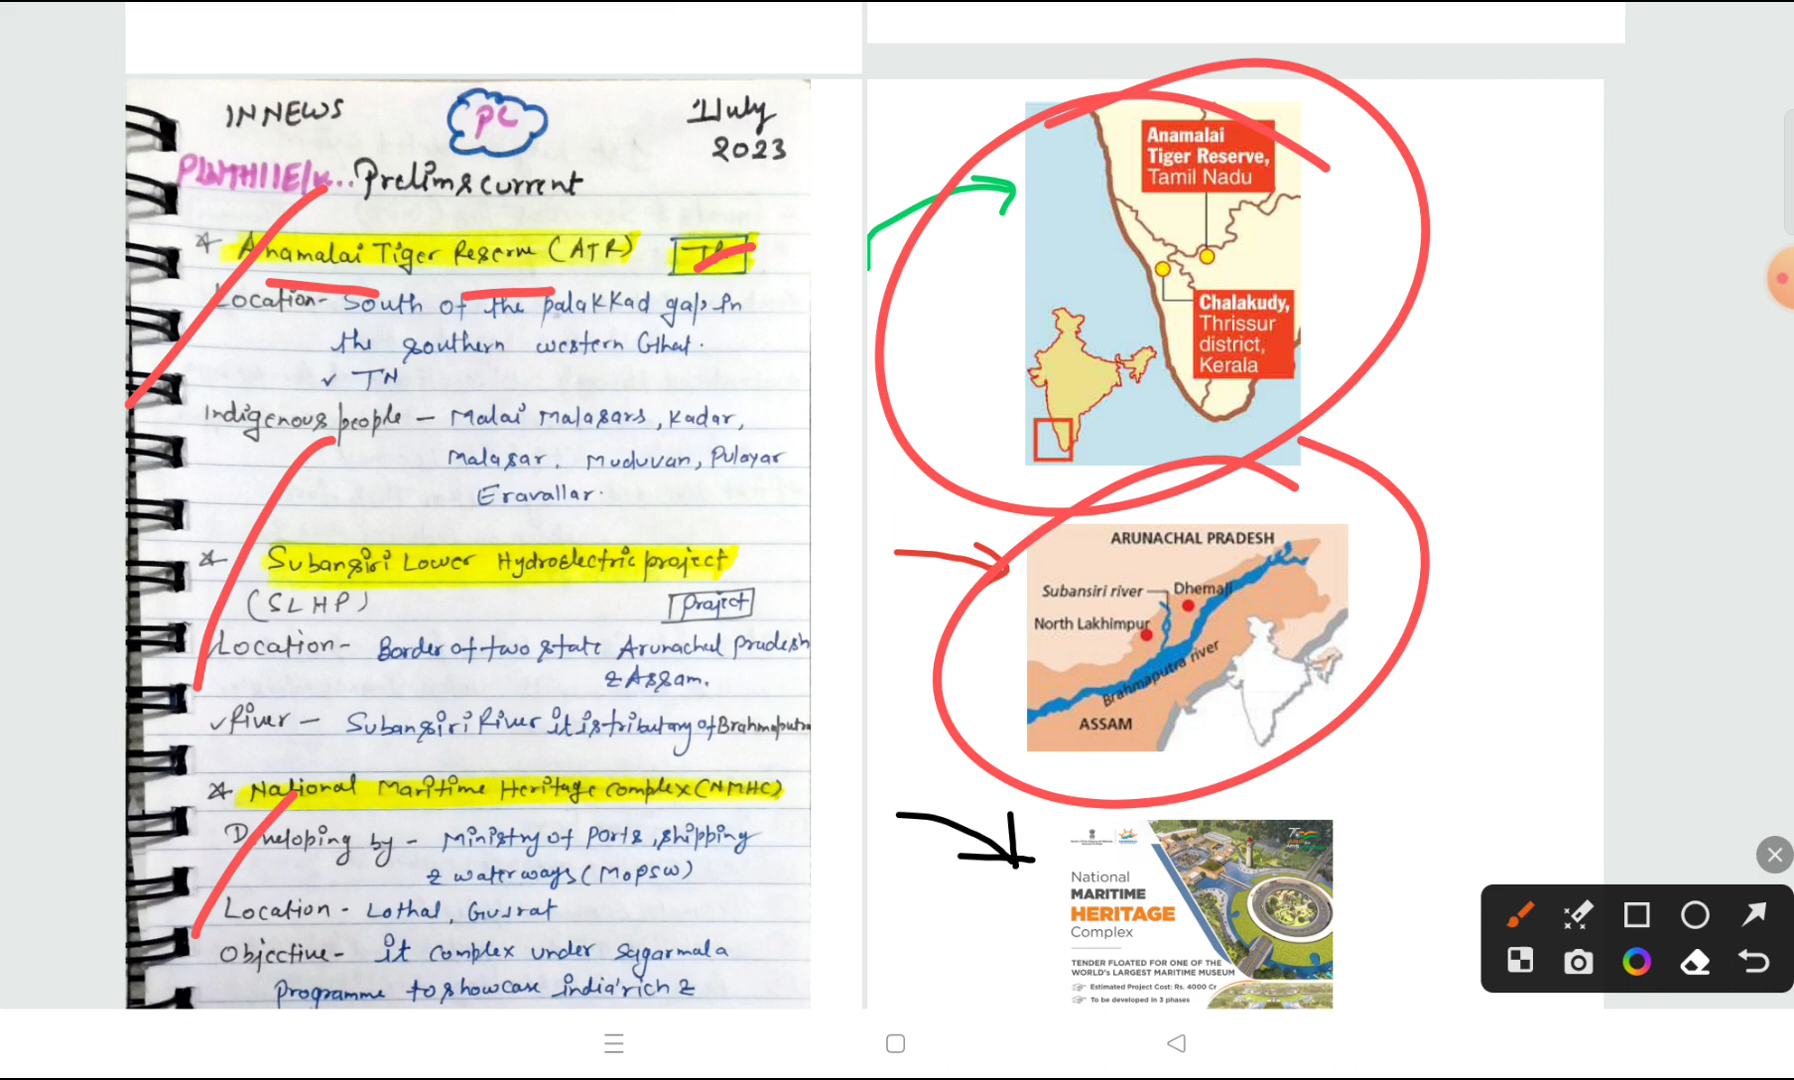 IN NEWS
PC
1 July
2023
Prelims current
Anamalai Tiger Reserve (ATR)
Location- South of the palakkad gap in
the southern western Ghat.
✓ TN
Indigenous people - Malai Malasars, Kadar,
Malasar, Muduvan, Pulayar
Eravallar.
Subansiri Lower Hydroelectric project
(SLHP)
Project
Location- Border of two state Arunachal Pradesh
& Assam.
✓ River - Subansiri River it is tributary of Brahmaputra
National Maritime Heritage Complex (NMHC)
Developing by - Ministry of Ports, shipping
& waterways (MoPSW)
Location - Lothal, Gujrat
Objective- it complex under sagarmala
Programme to showcase india'rich &
Anamalai
Tiger Reserve,
Tamil Nadu
Chalakudy,
Thrissur
district,
Kerala
ARUNACHAL PRADESH
Subansiri river
Dhemaji
North Lakhimpur
Brahmaputra river
ASSAM
National
MARITIME
HERITAGE
Complex
TENDER FLOATED FOR ONE OF THE
WORLD's LARGEST MARITIME MUSEUM
Estimated Project Cost: Rs. 4000 Cr
To be developed in 3 phases